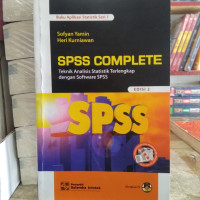 Buku Aplikasi Statistik Seri 1
Sofyan Yamin
Heri Kurniawan
SPSS COMPLETE
Teknik Analisis Statistik Terlengkap
dengan Software SPSS
EDISI 2
SPSS